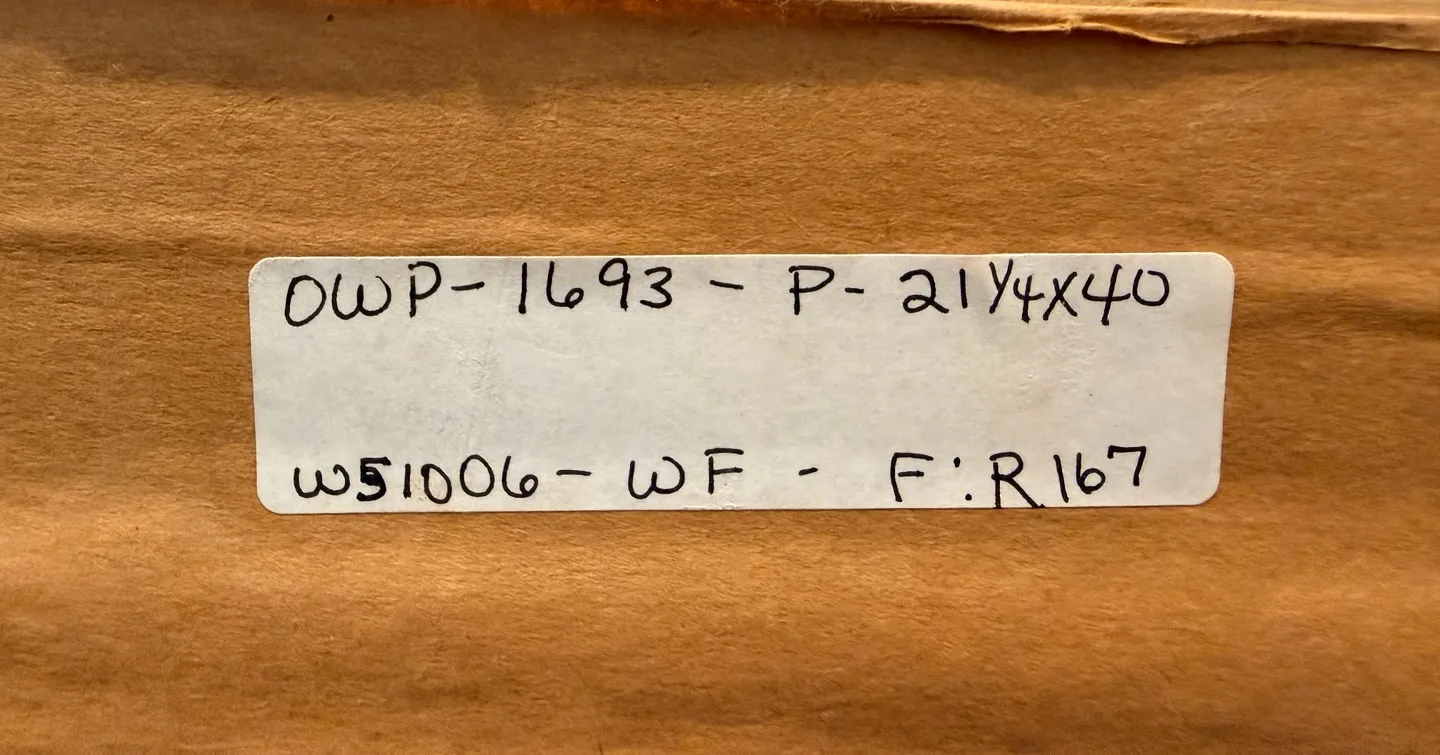 OWP-1693 - P- 21 1/4X40
W51006-WF - F:R167